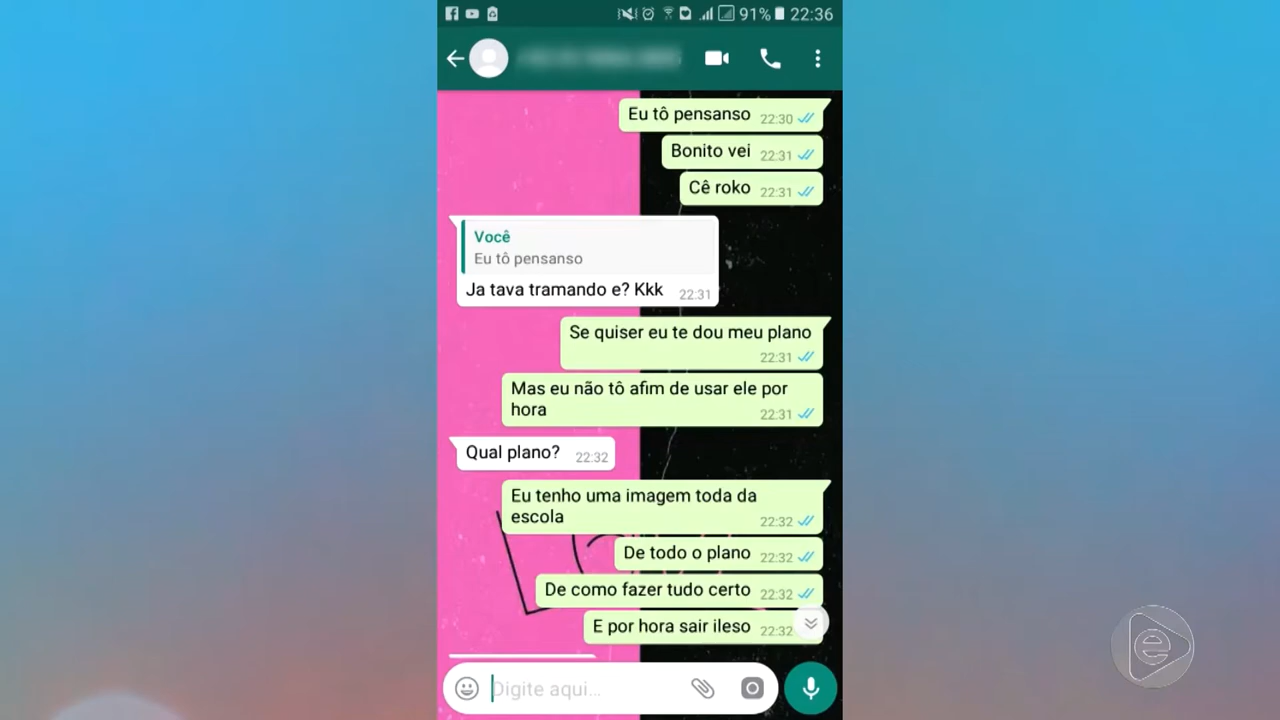 91% 22:36
Eu tô pensanso 22:30
Bonito vei 22:31
Cê roko 22:31
Você
Eu tô pensanso
Ja tava tramando e? Kkk 22:31
Se quiser eu te dou meu plano
22:31
Mas eu não tô afim de usar ele por
hora 22:31
Qual plano? 22:32
Eu tenho uma imagem toda da
escola 22:32
De todo o plano 22:32
De como fazer tudo certo 22:32
E por hora sair ileso 22:32
Digite aqui...
e